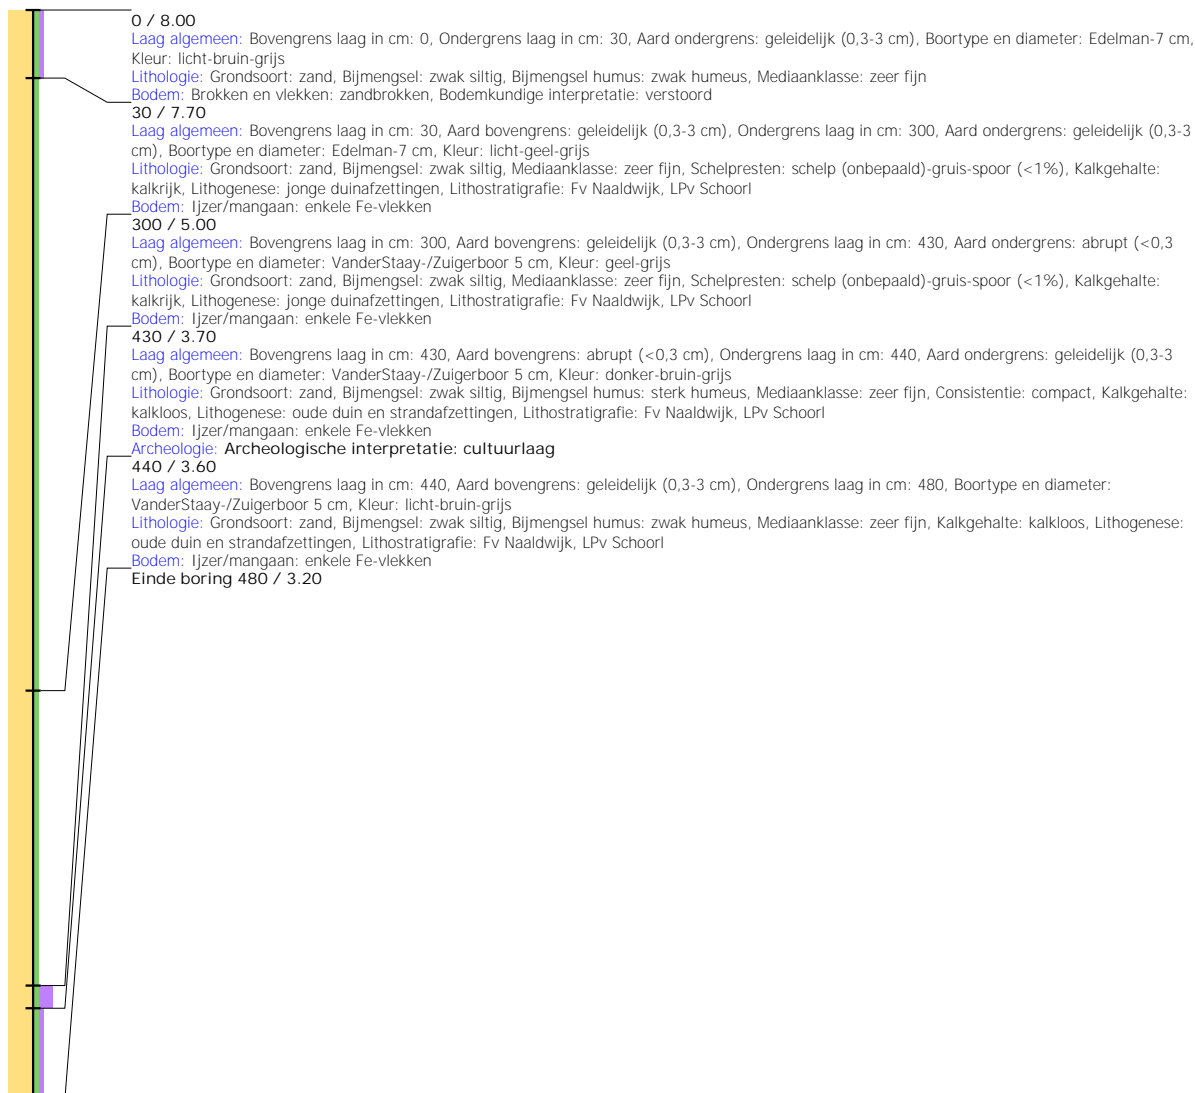 0 / 8.00
Laag algemeen: Bovengrens laag in cm: 0, Ondergrens laag in cm: 30, Aard ondergrens: geleidelijk (0,3-3 cm), Boortype en diameter: Edelman-7 cm,
Kleur: licht-bruin-grijs
Lithologie: Grondsoort: zand, Bijmengsel: zwak siltig, Bijmengsel humus: zwak humeus, Mediaanklasse: zeer fijn
Bodem: Brokken en vlekken: zandbrokken, Bodemkundige interpretatie: verstoord
30 / 7.70
Laag algemeen: Bovengrens laag in cm: 30, Aard bovengrens: geleidelijk (0,3-3 cm), Ondergrens laag in cm: 300, Aard ondergrens: geleidelijk (0,3-3
cm), Boortype en diameter: Edelman-7 cm, Kleur: licht-geel-grijs
Lithologie: Grondsoort: zand, Bijmengsel: zwak siltig, Mediaanklasse: zeer fijn, Schelpresten: schelp (onbepaald)-gruis-spoor (<1%), Kalkgehalte:
kalkrijk, Lithogenese: jonge duinafzettingen, Lithostratigrafie: Fv Naaldwijk, LPv Schoorl
Bodem: Ijzer/mangaan: enkele Fe-vlekken
300 / 5.00
Laag algemeen: Bovengrens laag in cm: 300, Aard bovengrens: geleidelijk (0,3-3 cm), Ondergrens laag in cm: 430, Aard ondergrens: abrupt (<0,3
cm), Boortype en diameter: VanderStaay-/Zuigerboor 5 cm, Kleur: geel-grijs
Lithologie: Grondsoort: zand, Bijmengsel: zwak siltig, Mediaanklasse: zeer fijn, Schelpresten: schelp (onbepaald)-gruis-spoor (<1%), Kalkgehalte:
kalkrijk, Lithogenese: jonge duinafzettingen, Lithostratigrafie: Fv Naaldwijk, LPv Schoorl
Bodem: Ijzer/mangaan: enkele Fe-vlekken
430 / 3.70
Laag algemeen: Bovengrens laag in cm: 430, Aard bovengrens: abrupt (<0,3 cm), Ondergrens laag in cm: 440, Aard ondergrens: geleidelijk (0,3-3
cm), Boortype en diameter: VanderStaay-/Zuigerboor 5 cm, Kleur: donker-bruin-grijs
Lithologie: Grondsoort: zand, Bijmengsel: zwak siltig, Bijmengsel humus: sterk humeus, Mediaanklasse: zeer fijn, Consistentie: compact, Kalkgehalte:
kalkloos, Lithogenese: oude duin en strandafzettingen, Lithostratigrafie: Fv Naaldwijk, LPv Schoorl
Bodem: Ijzer/mangaan: enkele Fe-vlekken
Archeologie: Archeologische interpretatie: cultuurlaag
440 / 3.60
Laag algemeen: Bovengrens laag in cm: 440, Aard bovengrens: geleidelijk (0,3-3 cm), Ondergrens laag in cm: 480, Boortype en diameter:
VanderStaay-/Zuigerboor 5 cm, Kleur: licht-bruin-grijs
Lithologie: Grondsoort: zand, Bijmengsel: zwak siltig, Bijmengsel humus: zwak humeus, Mediaanklasse: zeer fijn, Kalkgehalte: kalkloos, Lithogenese:
oude duin en strandafzettingen, Lithostratigrafie: Fv Naaldwijk, LPv Schoorl
Bodem: Ijzer/mangaan: enkele Fe-vlekken
Einde boring 480 / 3.20